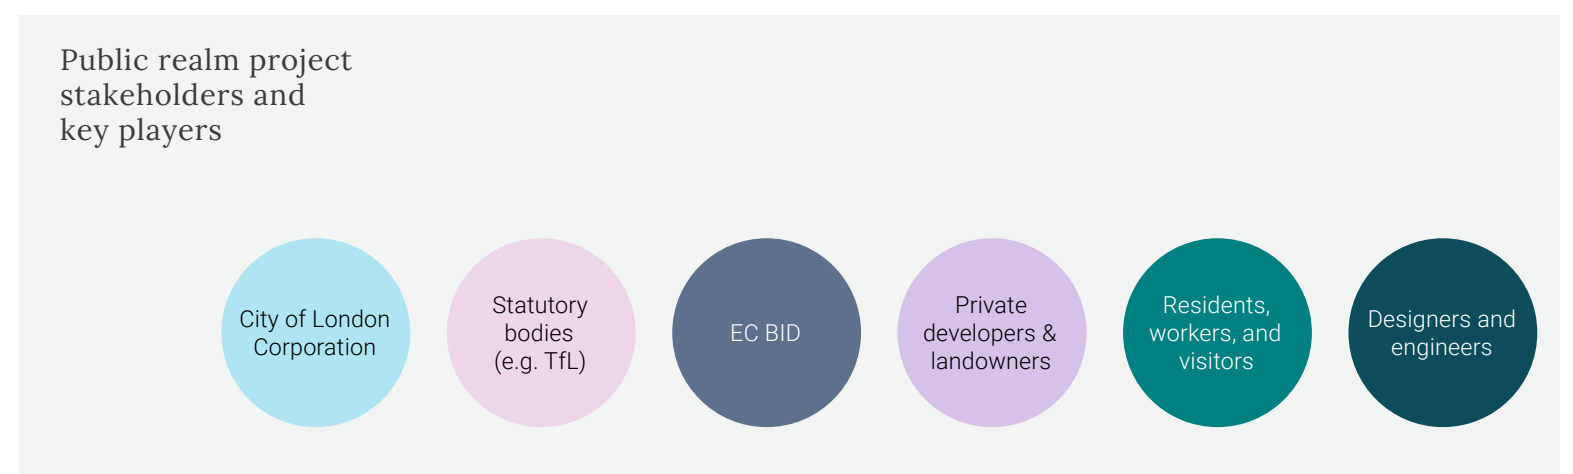 Public realm project
stakeholders and
key players
City of London
Corporation
Statutory
bodies
(e.g. TfL)
EC BID
Private
developers &
landowners
Residents,
workers, and
visitors
Designers and
engineers